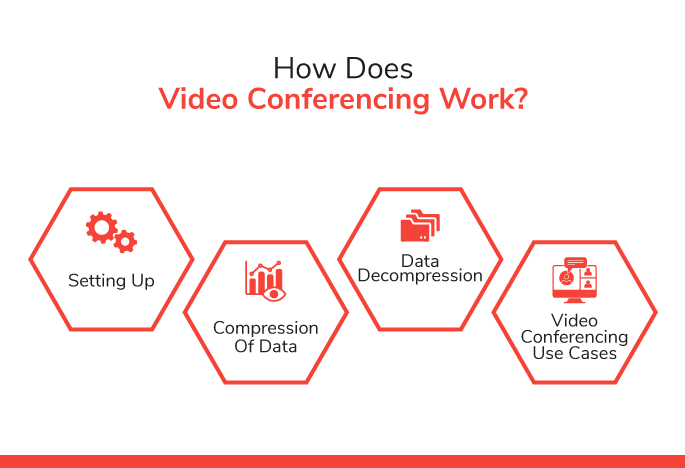 How Does
Video Conferencing Work?
Setting Up
Compression
Of Data
Data
Decompression
Video
Conferencing
Use Cases